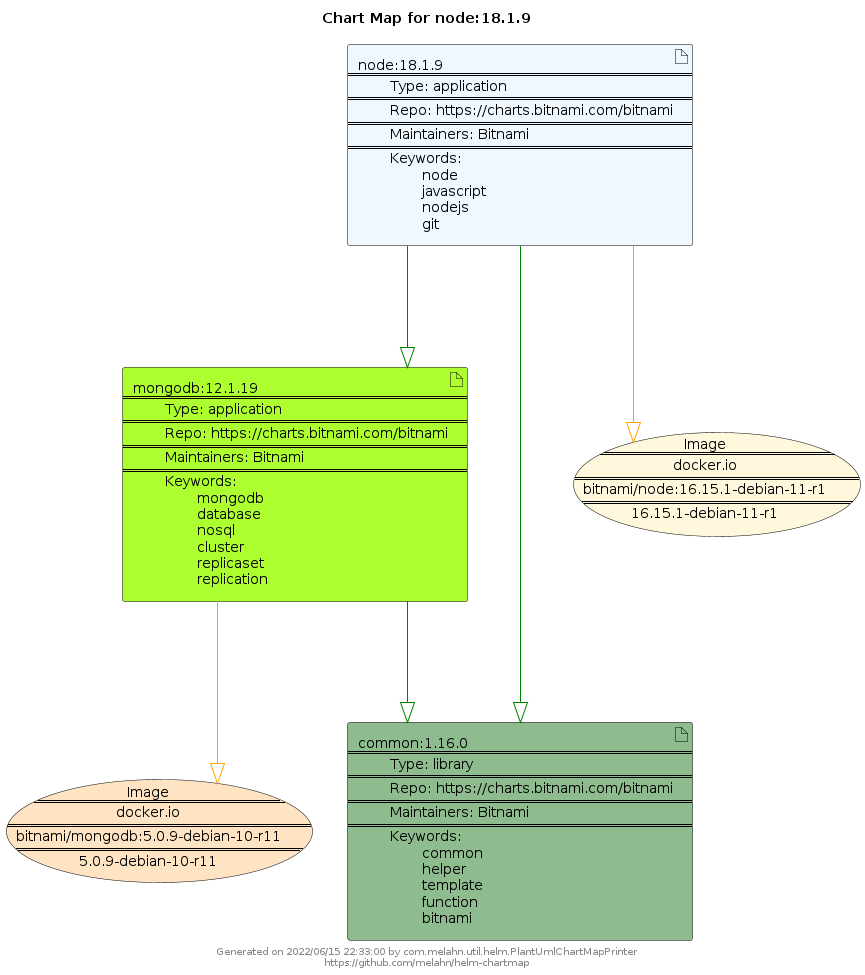 Chart Map for node:18.1.9
node:18.1.9
Type: application
Repo: https://charts.bitnami.com/bitnami
Maintainers: Bitnami
Keywords:
node
javascript
nodejs
git
mongodb:12.1.19
Type: application
Repo: https://charts.bitnami.com/bitnami
Maintainers: Bitnami
Keywords:
mongodb
database
nosql
cluster
replicaset
replication
Image
docker.io
bitnami/node:16.15.1-debian-11-r1
16.15.1-debian-11-r1
common:1.16.0
Type: library
Repo: https://charts.bitnami.com/bitnami
Maintainers: Bitnami
Keywords:
common
helper
template
function
bitnami
Image
docker.io
bitnami/mongodb:5.0.9-debian-10-r11
5.0.9-debian-10-r11
Generated on 2022/06/15 22:33:00 by com.melahn.util.helm.PlantUmlChartMapPrinter
https://github.com/melahn/helm-chartmap